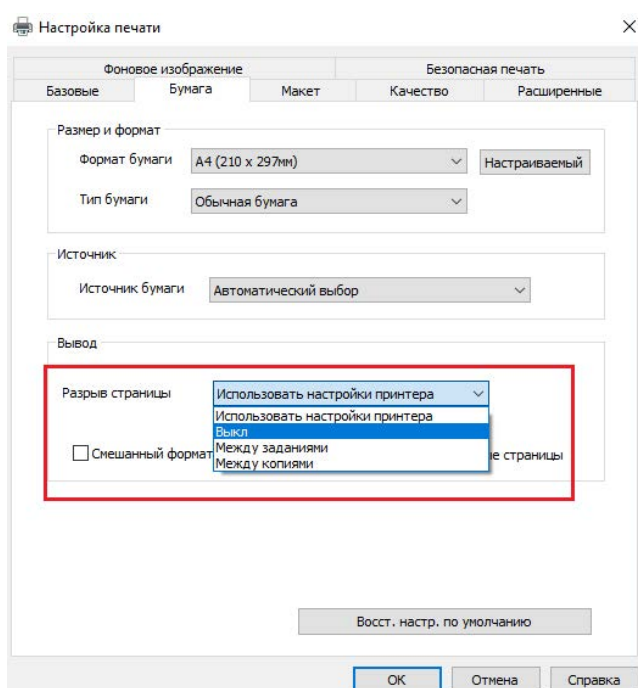 Настройка печати
Фоновое изображение Безопасная печать
Базовые Бумага Макет Качество Расширенные
Размер и формат
Формат бумаги A4 (210 x 297мм) Настраиваемый
Тип бумаги Обычная бумага
Источник
Источник бумаги Автоматический выбор
Вывод
Разрыв страницы Использовать настройки принтера
Использовать настройки принтера
Выкл
Между заданиями
Смешанный формат страницы
Между копиями
Восст. настр. по умолчанию
ОК Отмена Справка